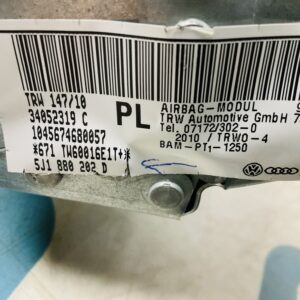 TRW 147/10
34052319 C
1045674680057
*671 TW60016E1T+*
5J1 880 202 D
PL
AIRBAG-MODUL
TRW Automotive GmbH 7
Tel. 07172/302-0
2010 / TRWO-4
BAM-PT1-1250